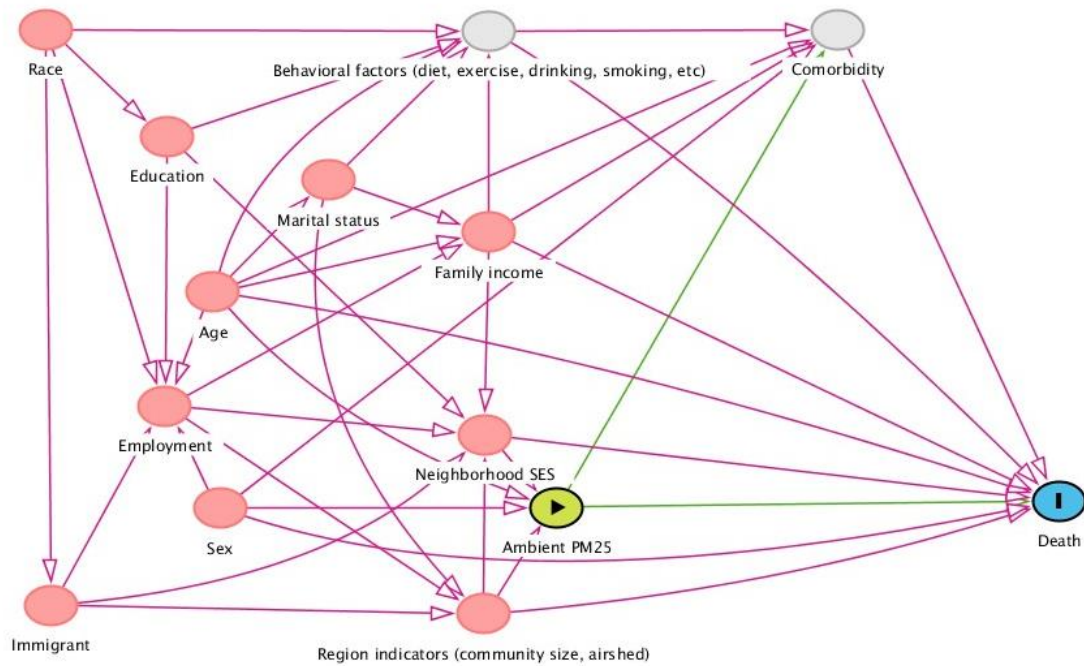 Race
Behavioral factors (diet, exercise, drinking, smoking, etc)
Comorbidity
Education
Marital status
Family income
Age
Employment
Neighborhood SES
Sex
Ambient PM25
Death
Immigrant
Region indicators (community size, airshed)